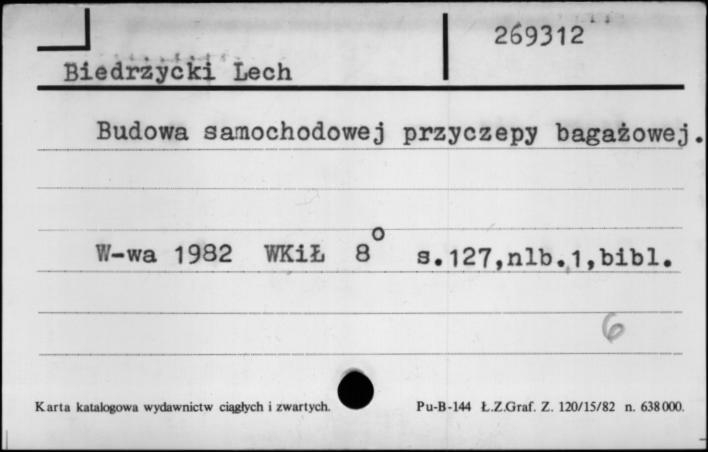 269312
Biedrzycki Lech
Budowa samochodowej przyczepy bagażowej.
W-wa 1982 WKiŁ 8° s.127,nlb.1,bibl.
6
Karta katalogowa wydawnictw ciągłych i zwartych. Pu-B-144 Ł.Z.Graf. Z. 120/15/82 n. 638000.